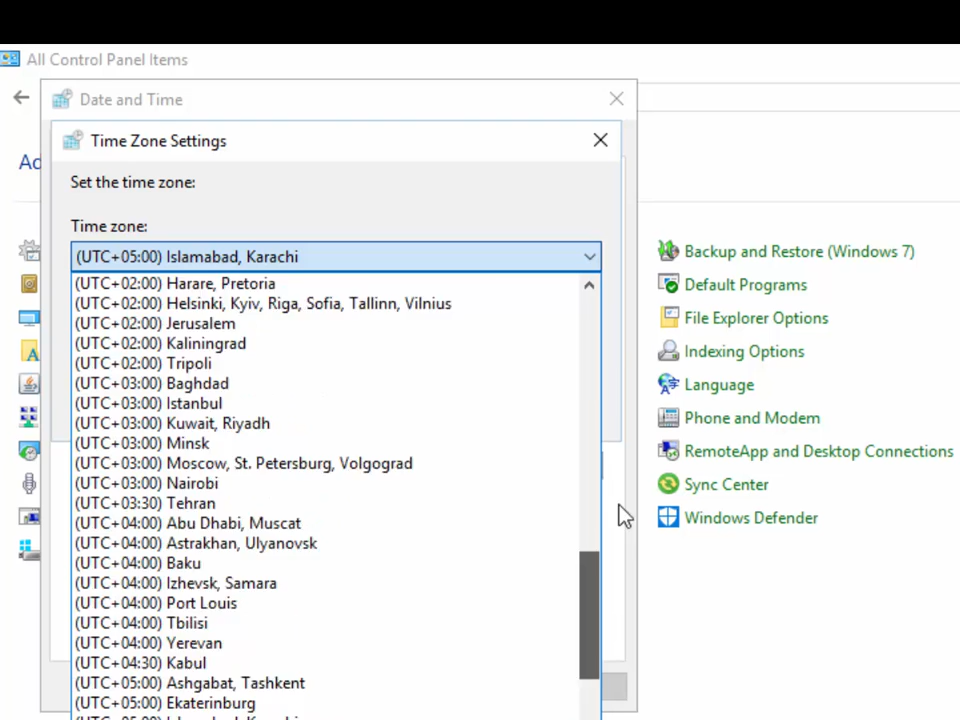 All Control Panel Items
Date and Time
Time Zone Settings
Ad
Set the time zone:
Time zone:
(UTC+05:00) Islamabad, Karachi
(UTC+02:00) Harare, Pretoria
(UTC+02:00) Helsinki, Kyiv, Riga, Sofia, Tallinn, Vilnius
(UTC+02:00) Jerusalem
(UTC+02:00) Kaliningrad
(UTC+02:00) Tripoli
(UTC+03:00) Baghdad
(UTC+03:00) Istanbul
(UTC+03:00) Kuwait, Riyadh
(UTC+03:00) Minsk
(UTC+03:00) Moscow, St. Petersburg, Volgograd
(UTC+03:00) Nairobi
(UTC+03:30) Tehran
(UTC+04:00) Abu Dhabi, Muscat
(UTC+04:00) Astrakhan, Ulyanovsk
(UTC+04:00) Baku
(UTC+04:00) Izhevsk, Samara
(UTC+04:00) Port Louis
(UTC+04:00) Tbilisi
(UTC+04:00) Yerevan
(UTC+04:30) Kabul
(UTC+05:00) Ashgabat, Tashkent
(UTC+05:00) Ekaterinburg
(UTC+05:00) Islamabad, Karachi
Backup and Restore (Windows 7)
Default Programs
File Explorer Options
Indexing Options
Language
Phone and Modem
RemoteApp and Desktop Connections
Sync Center
Windows Defender